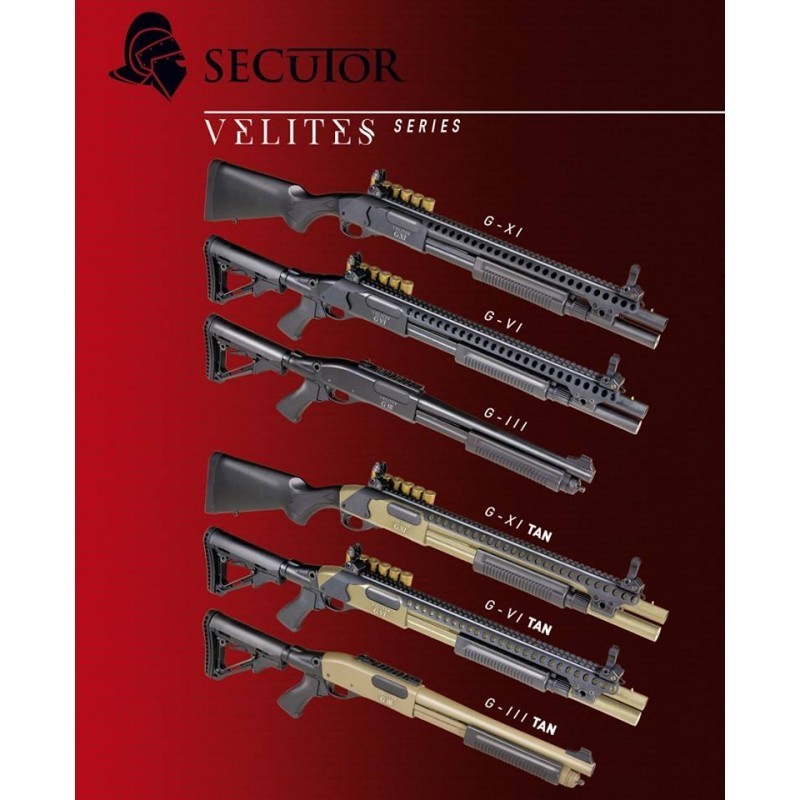 SECUTOR
VELITES SERIES
G-XI
G-VI
G-III
G-XI TAN
G-VI TAN
G-III TAN